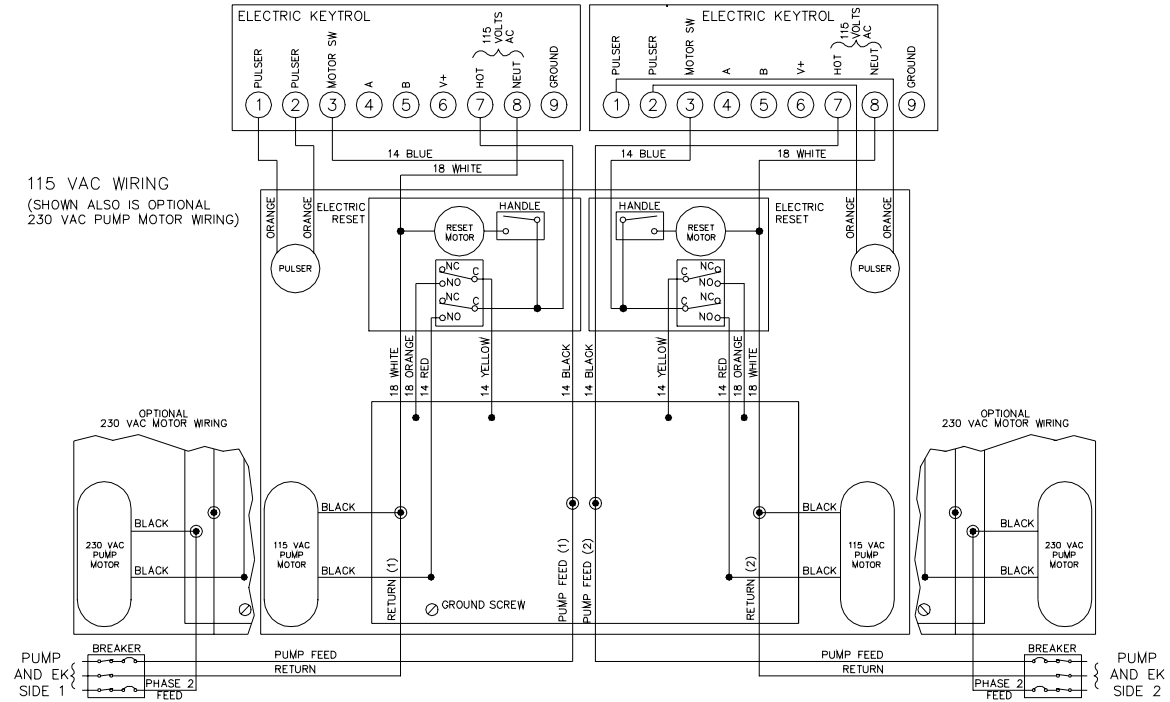 ELECTRIC KEYTROL
PULSER
PULSER
MOTOR SW
A
B
V+
HOT
115
VOLTS
AC
NEUT
GROUND
1 2 3 4 5 6 7 8 9
ELECTRIC KEYTROL
PULSER
PULSER
MOTOR SW
A
B
V+
HOT
115
VOLTS
AC
NEUT
GROUND
1 2 3 4 5 6 7 8 9
14 BLUE
18 WHITE
14 BLUE
18 WHITE
115 VAC WIRING
(SHOWN ALSO IS OPTIONAL
230 VAC PUMP MOTOR WIRING)
ORANGE
ORANGE
PULSER
ELECTRIC
RESET
RESET
MOTOR
HANDLE
NC
C
NO
NC
C
NO
HANDLE
RESET
MOTOR
ELECTRIC
RESET
C
NC
NO
C
NC
NO
ORANGE
ORANGE
PULSER
18 WHITE
18 ORANGE
14 RED
14 YELLOW
14 BLACK
14 BLACK
14 YELLOW
14 RED
18 ORANGE
18 WHITE
OPTIONAL
230 VAC MOTOR WIRING
230 VAC
PUMP
MOTOR
BLACK
BLACK
115 VAC
PUMP
MOTOR
BLACK
BLACK
RETURN (1)
GROUND SCREW
PUMP FEED (1)
PUMP FEED (2)
RETURN (2)
BLACK
BLACK
115 VAC
PUMP
MOTOR
OPTIONAL
230 VAC MOTOR WIRING
BLACK
BLACK
230 VAC
PUMP
MOTOR
PUMP
AND EK
SIDE 1
BREAKER
PUMP FEED
RETURN
PHASE 2
FEED
PUMP FEED
RETURN
PHASE 2
FEED
BREAKER
PUMP
AND EK
SIDE 2